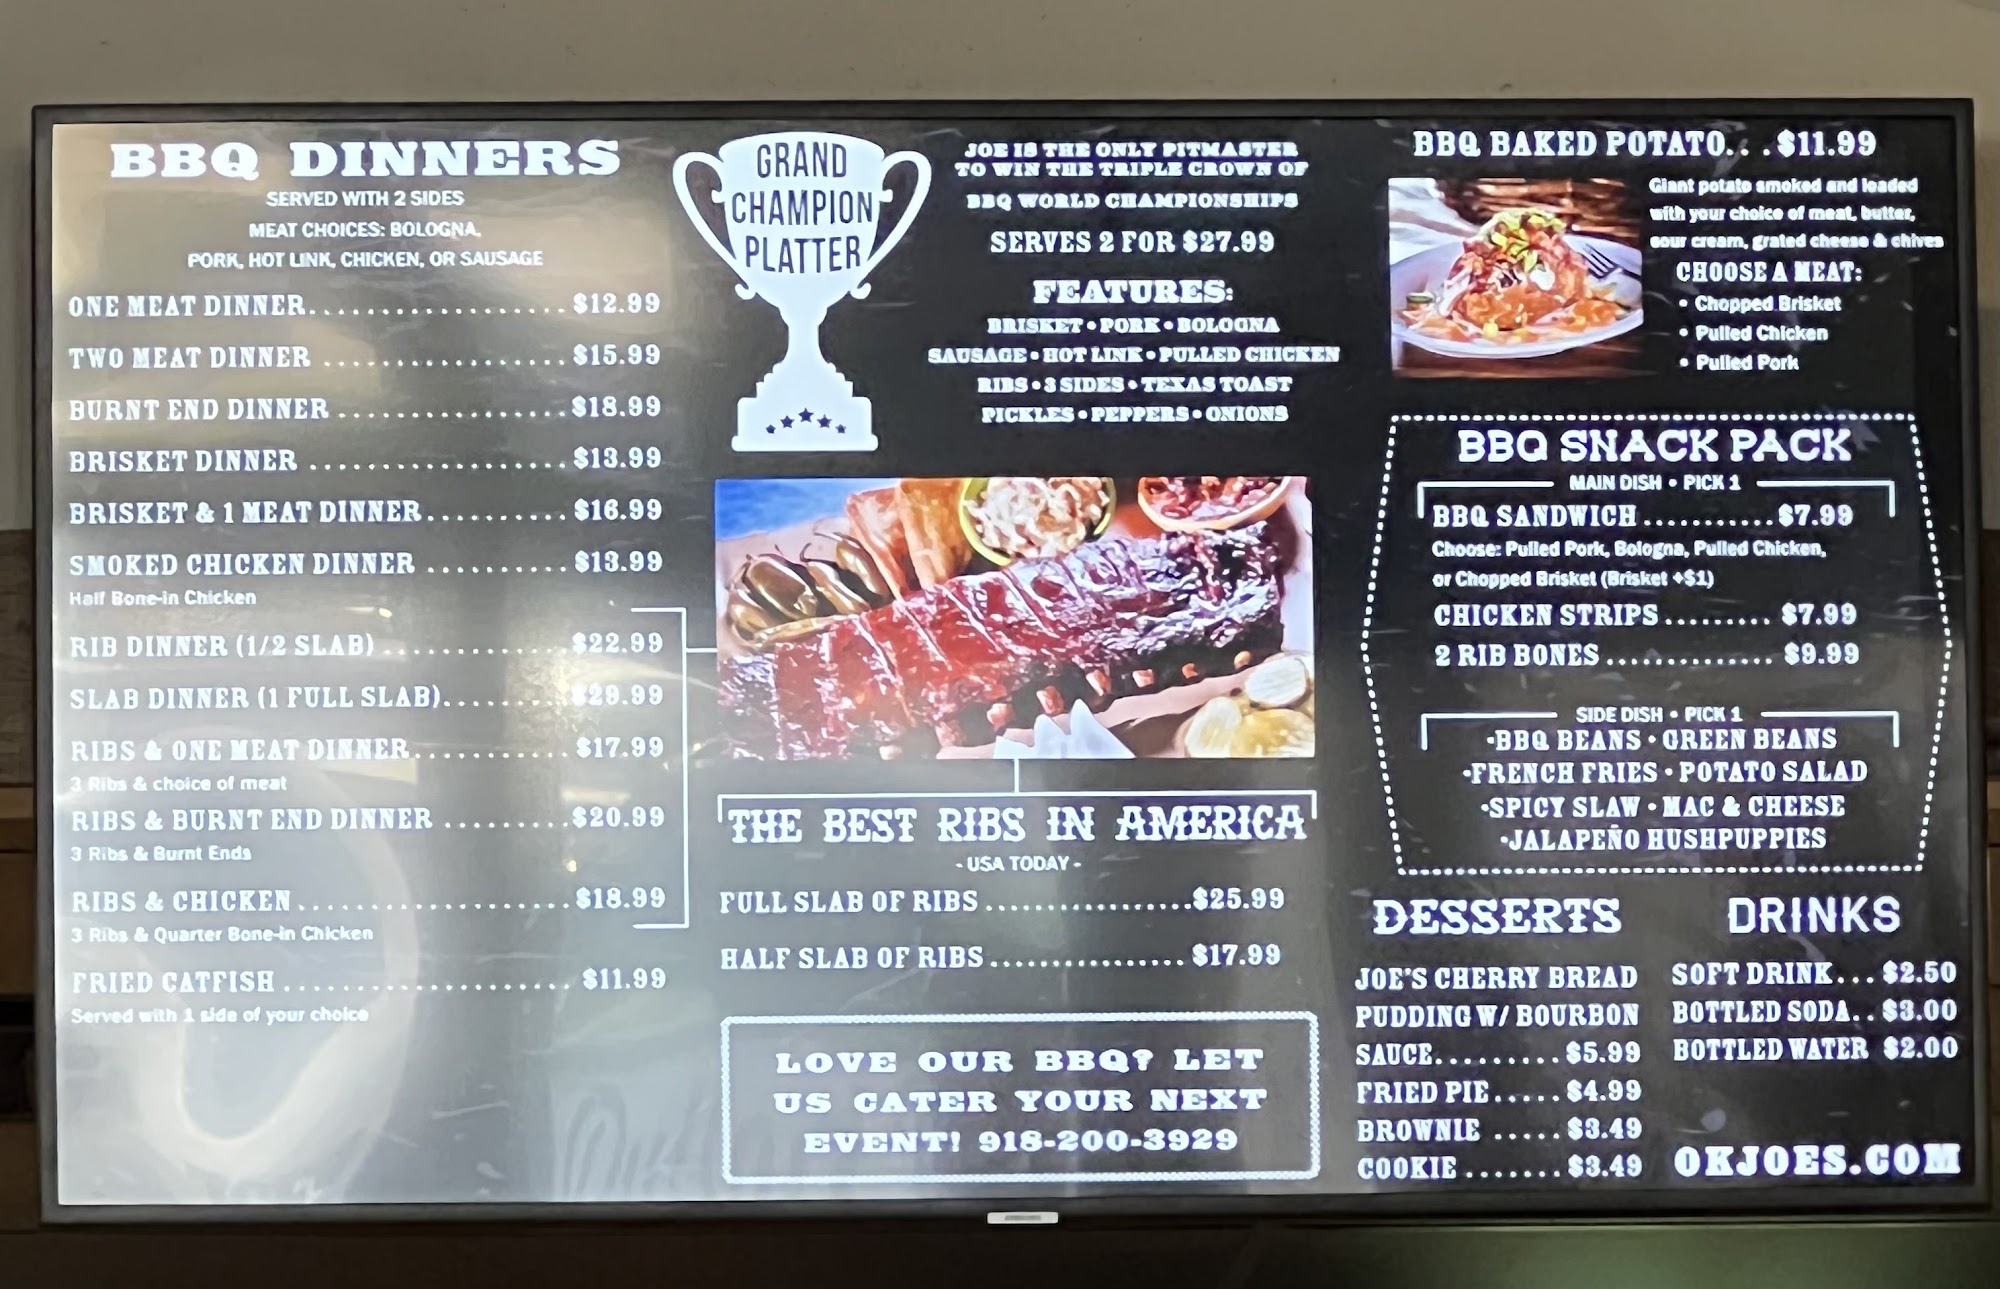 BBQ DINNERS
SERVED WITH 2 SIDES
MEAT CHOICES: BOLOGNA,
PORK, HOT LINK, CHICKEN, OR SAUSAGE
ONE MEAT DINNER.................. $12.99
TWO MEAT DINNER ................. $15.99
BURNT END DINNER ................ $18.99
BRISKET DINNER .................. $13.99
BRISKET & 1 MEAT DINNER.......... $16.99
SMOKED CHICKEN DINNER .......... $13.99
Half Bone-in Chicken
RIB DINNER (1/2 SLAB) ............. $22.99
SLAB DINNER (1 FULL SLAB)......... $29.99
RIBS & ONE MEAT DINNER........... $17.99
3 Ribs & choice of meat
RIBS & BURNT END DINNER ......... $20.99
3 Ribs & Burnt Ends
RIBS & CHICKEN................... $18.99
3 Ribs & Quarter Bone-in Chicken
FRIED CATFISH .................... $11.99
Served with 1 side of your choice
GRAND
CHAMPION
PLATTER
JOE IS THE ONLY PITMASTER
TO WIN THE TRIPLE CROWN OF
BBQ WORLD CHAMPIONSHIPS
SERVES 2 FOR $27.99
FEATURES:
BRISKET • PORK • BOLOGNA
SAUSAGE • HOT LINK • PULLED CHICKEN
RIBS • 3 SIDES • TEXAS TOAST
PICKLES • PEPPERS • ONIONS
THE BEST RIBS IN AMERICA
- USA TODAY -
FULL SLAB OF RIBS .................$25.99
HALF SLAB OF RIBS ................ $17.99
LOVE OUR BBQ? LET
US CATER YOUR NEXT
EVENT! 918-200-3929
BBQ BAKED POTATO. . . $11.99
Giant potato smoked and loaded
with your choice of meat, butter,
sour cream, grated cheese & chives
CHOOSE A MEAT:
• Chopped Brisket
• Pulled Chicken
• Pulled Pork
BBQ SNACK PACK
MAIN DISH • PICK 1
BBQ SANDWICH ........... $7.99
Choose: Pulled Pork, Bologna, Pulled Chicken,
or Chopped Brisket (Brisket +$1)
CHICKEN STRIPS ......... $7.99
2 RIB BONES .............. $9.99
SIDE DISH • PICK 1
•BBQ BEANS • GREEN BEANS
•FRENCH FRIES • POTATO SALAD
•SPICY SLAW • MAC & CHEESE
•JALAPEÑO HUSHPUPPIES
DESSERTS
JOE'S CHERRY BREAD
PUDDING W/ BOURBON
SAUCE......... $5.99
FRIED PIE..... $4.99
BROWNIE ..... $3.49
COOKIE ....... $3.49
DRINKS
SOFT DRINK... $2.50
BOTTLED SODA.. $3.00
BOTTLED WATER $2.00
OKJOES.COM